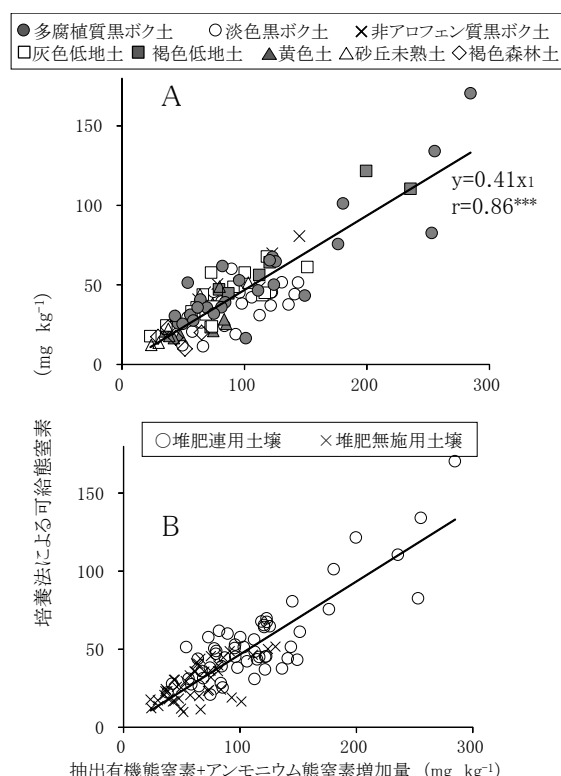 ●多腐植質黒ボク土 ○淡色黒ボク土 ×非アロフェン質黒ボク土
□灰色低地土 ■褐色低地土 ▲黄色土 △砂丘未熟土 ◇褐色森林土
A
150
100
50
0
y=0.41x1
r=0.86***
0 100 200 300
(mg kg-1)
培養法による可給態窒素
○堆肥連用土壌 ×堆肥無施用土壌
B
150
100
50
0
0 100 200 300
抽出有機態窒素+アンモニウム態窒素増加量 (mg kg-1)